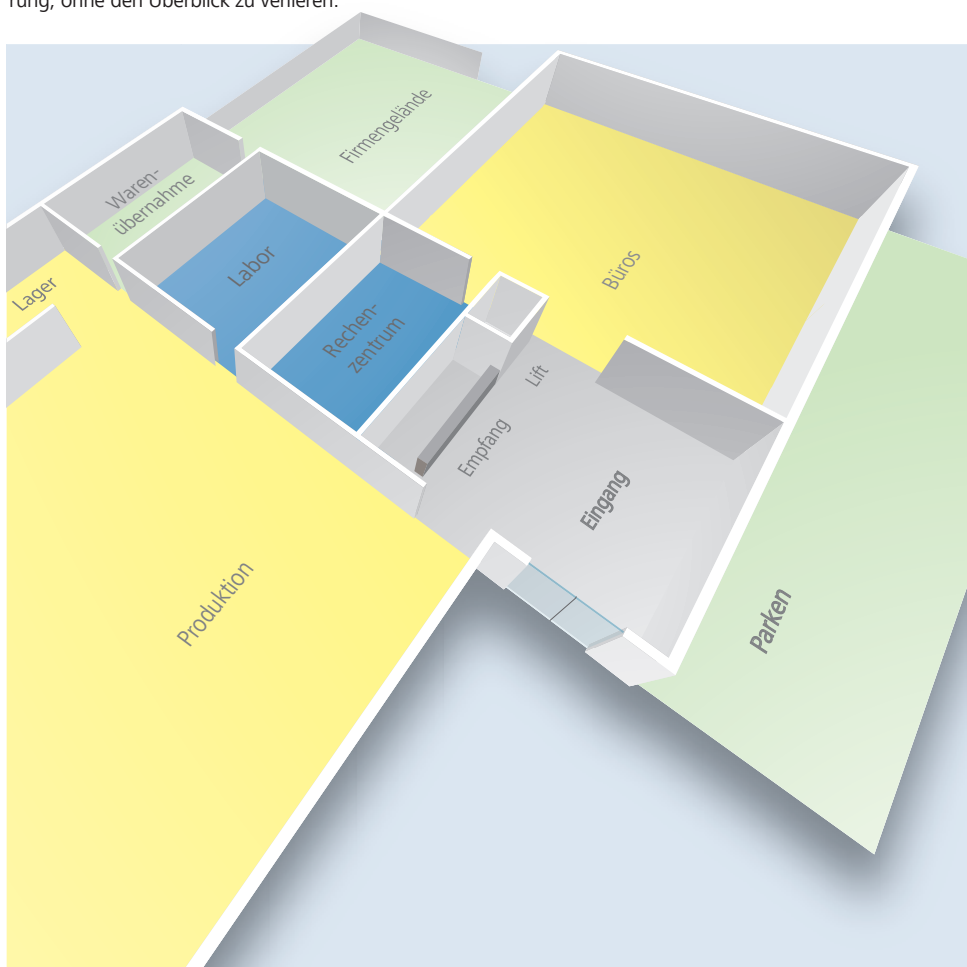 rung, ohne den Überblick zu verlieren.
Firmengelände
Waren-
übernahme
Labor
Lager
Rechen-
zentrum
Büros
Lift
Empfang
Eingang
Produktion
Parken